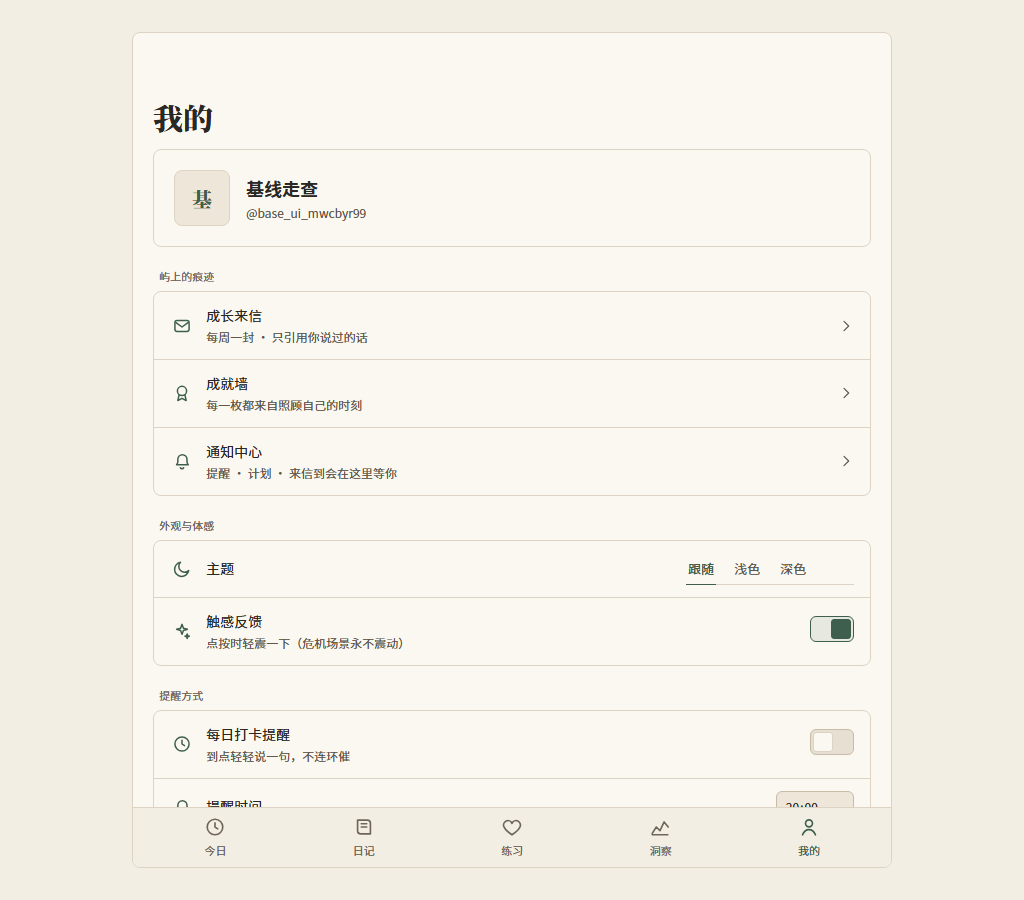 我的
基
基线走查
@base_ui_mwcbyr99
屿上的痕迹
成长来信
每周一封 · 只引用你说过的话
成就墙
每一枚都来自照顾自己的时刻
通知中心
提醒 · 计划 · 来信到会在这里等你
外观与体感
主题
跟随 浅色 深色
触感反馈
点按时轻震一下（危机场景永不震动）
提醒方式
每日打卡提醒
到点轻轻说一句，不连环催
提醒时间
20:00
今日
日记
练习
洞察
我的